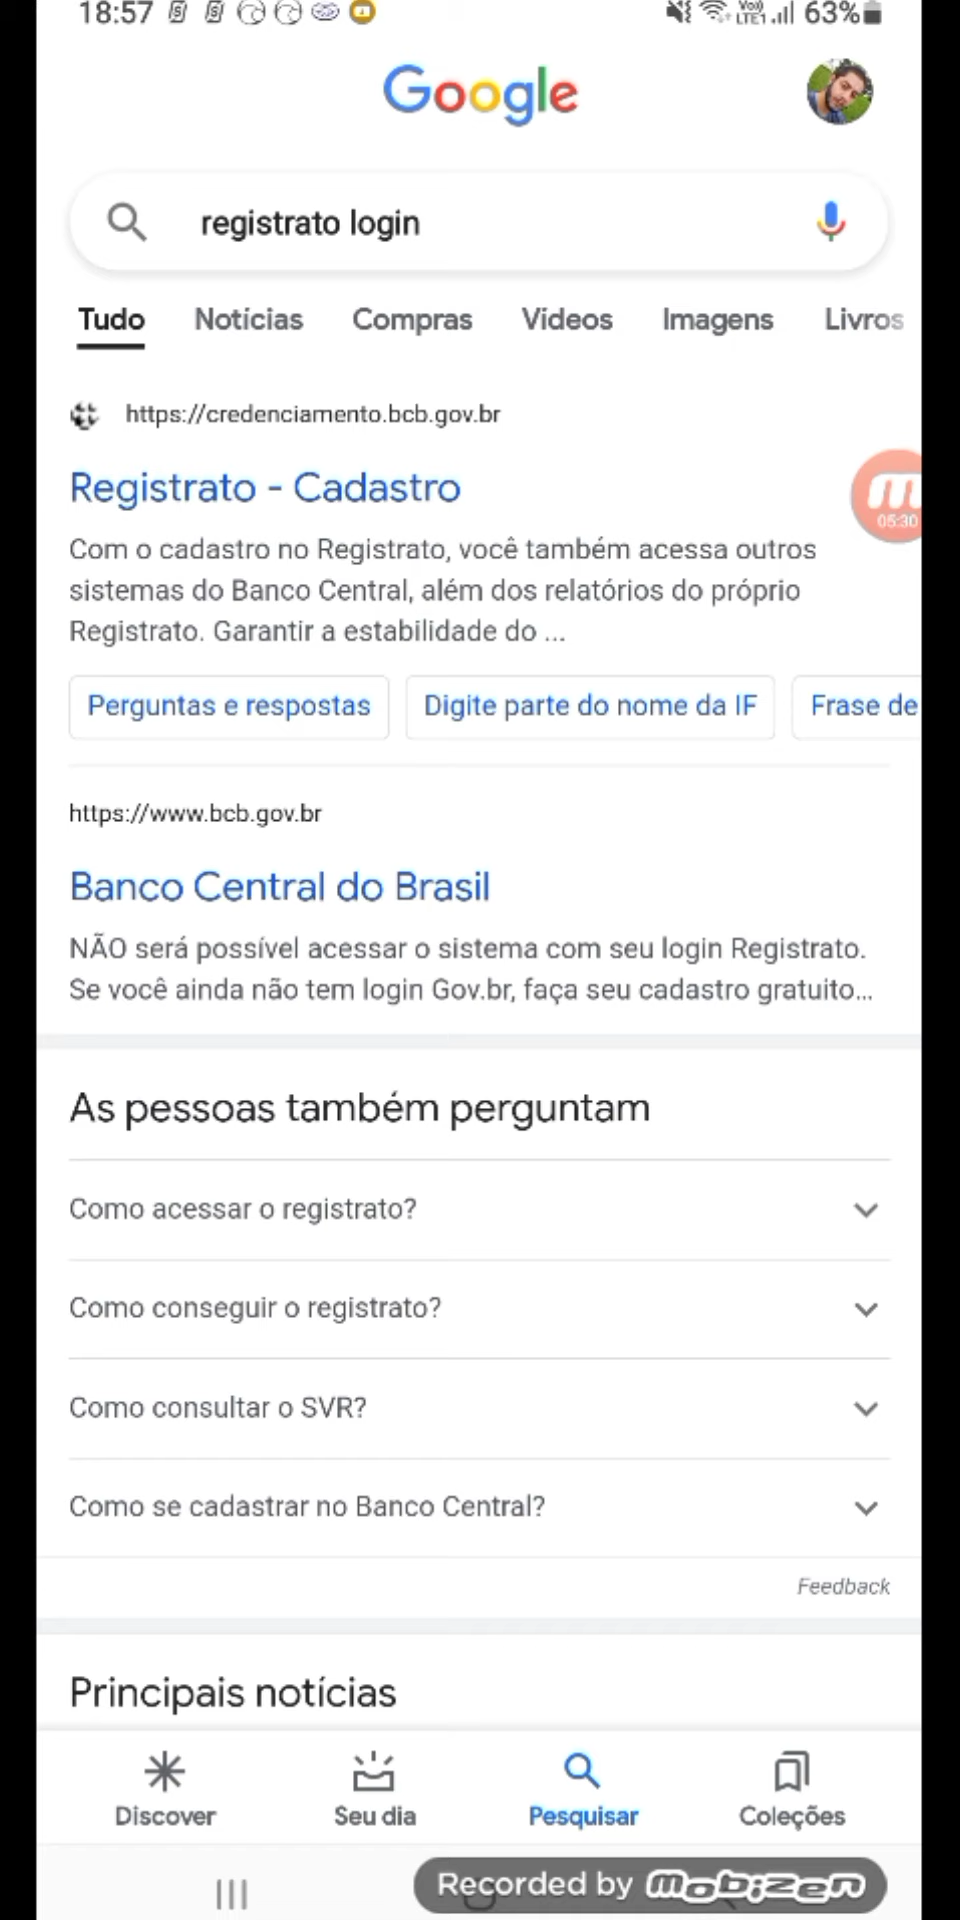 18:57
LTE1 63%
Google
registrato login
Tudo Notícias Compras Vídeos Imagens Livros
https://credenciamento.bcb.gov.br
Registrato - Cadastro
m
05:30
Com o cadastro no Registrato, você também acessa outros
sistemas do Banco Central, além dos relatórios do próprio
Registrato. Garantir a estabilidade do ...
Perguntas e respostas Digite parte do nome da IF Frase de
https://www.bcb.gov.br
Banco Central do Brasil
NÃO será possível acessar o sistema com seu login Registrato.
Se você ainda não tem login Gov.br, faça seu cadastro gratuito...
As pessoas também perguntam
Como acessar o registrato?
Como conseguir o registrato?
Como consultar o SVR?
Como se cadastrar no Banco Central?
Feedback
Principais notícias
Discover Seu dia Pesquisar Coleções
Recorded by mobizen